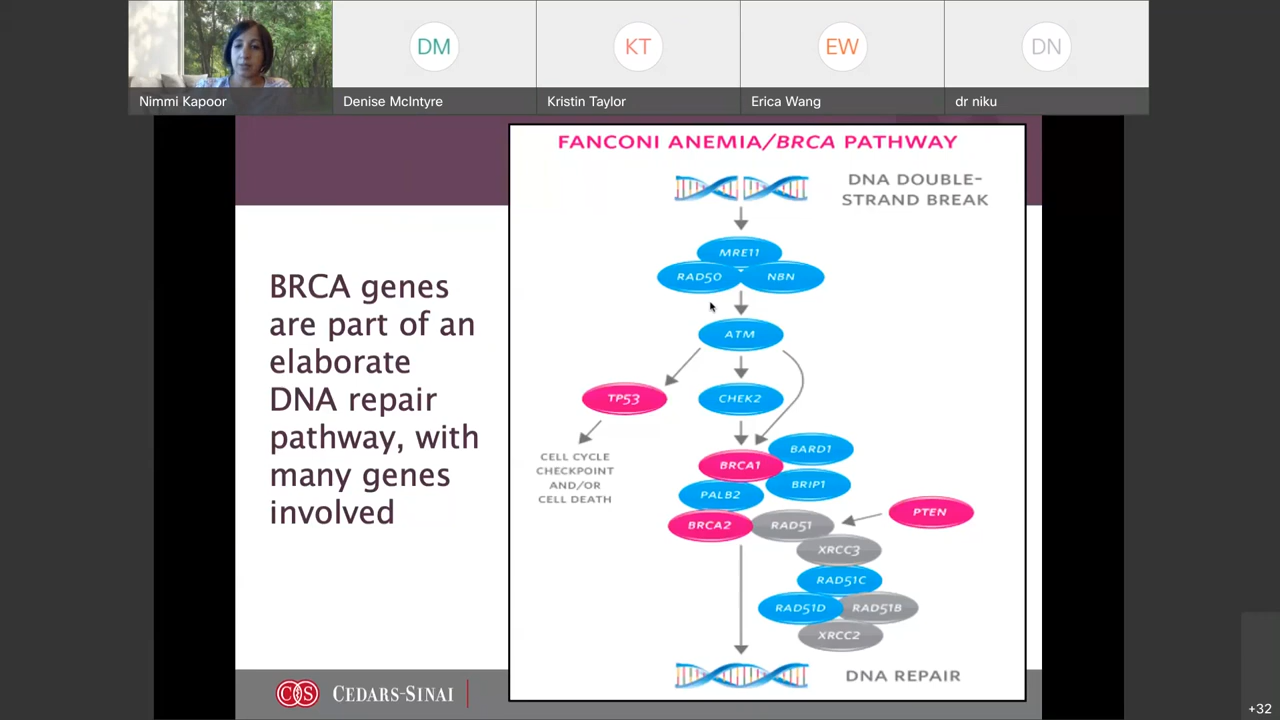 DM
KT
EW
DN
Nimmi Kapoor
Denise McIntyre
Kristin Taylor
Erica Wang
dr niku
BRCA genes
are part of an
elaborate
DNA repair
pathway, with
many genes
involved
FANCONI ANEMIA/BRCA PATHWAY
DNA DOUBLE-
STRAND BREAK
MRE11
RAD50
NBN
ATM
TP53
CHEK2
CELL CYCLE
CHECKPOINT
AND/OR
CELL DEATH
BARD1
BRCA1
BRIP1
PALB2
BRCA2
RAD51
PTEN
XRCC3
RAD51C
RAD51D
RAD51B
XRCC2
DNA REPAIR
CEDARS-SINAI
+32